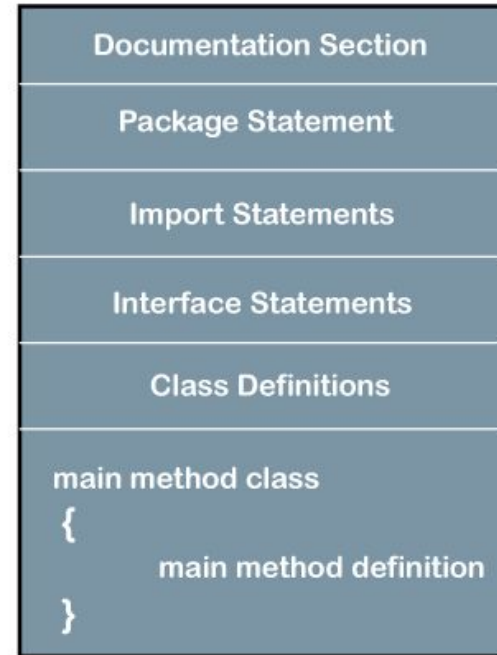 Documentation Section
Package Statement
Import Statements
Interface Statements
Class Definitions
main method class
{
main method definition
}